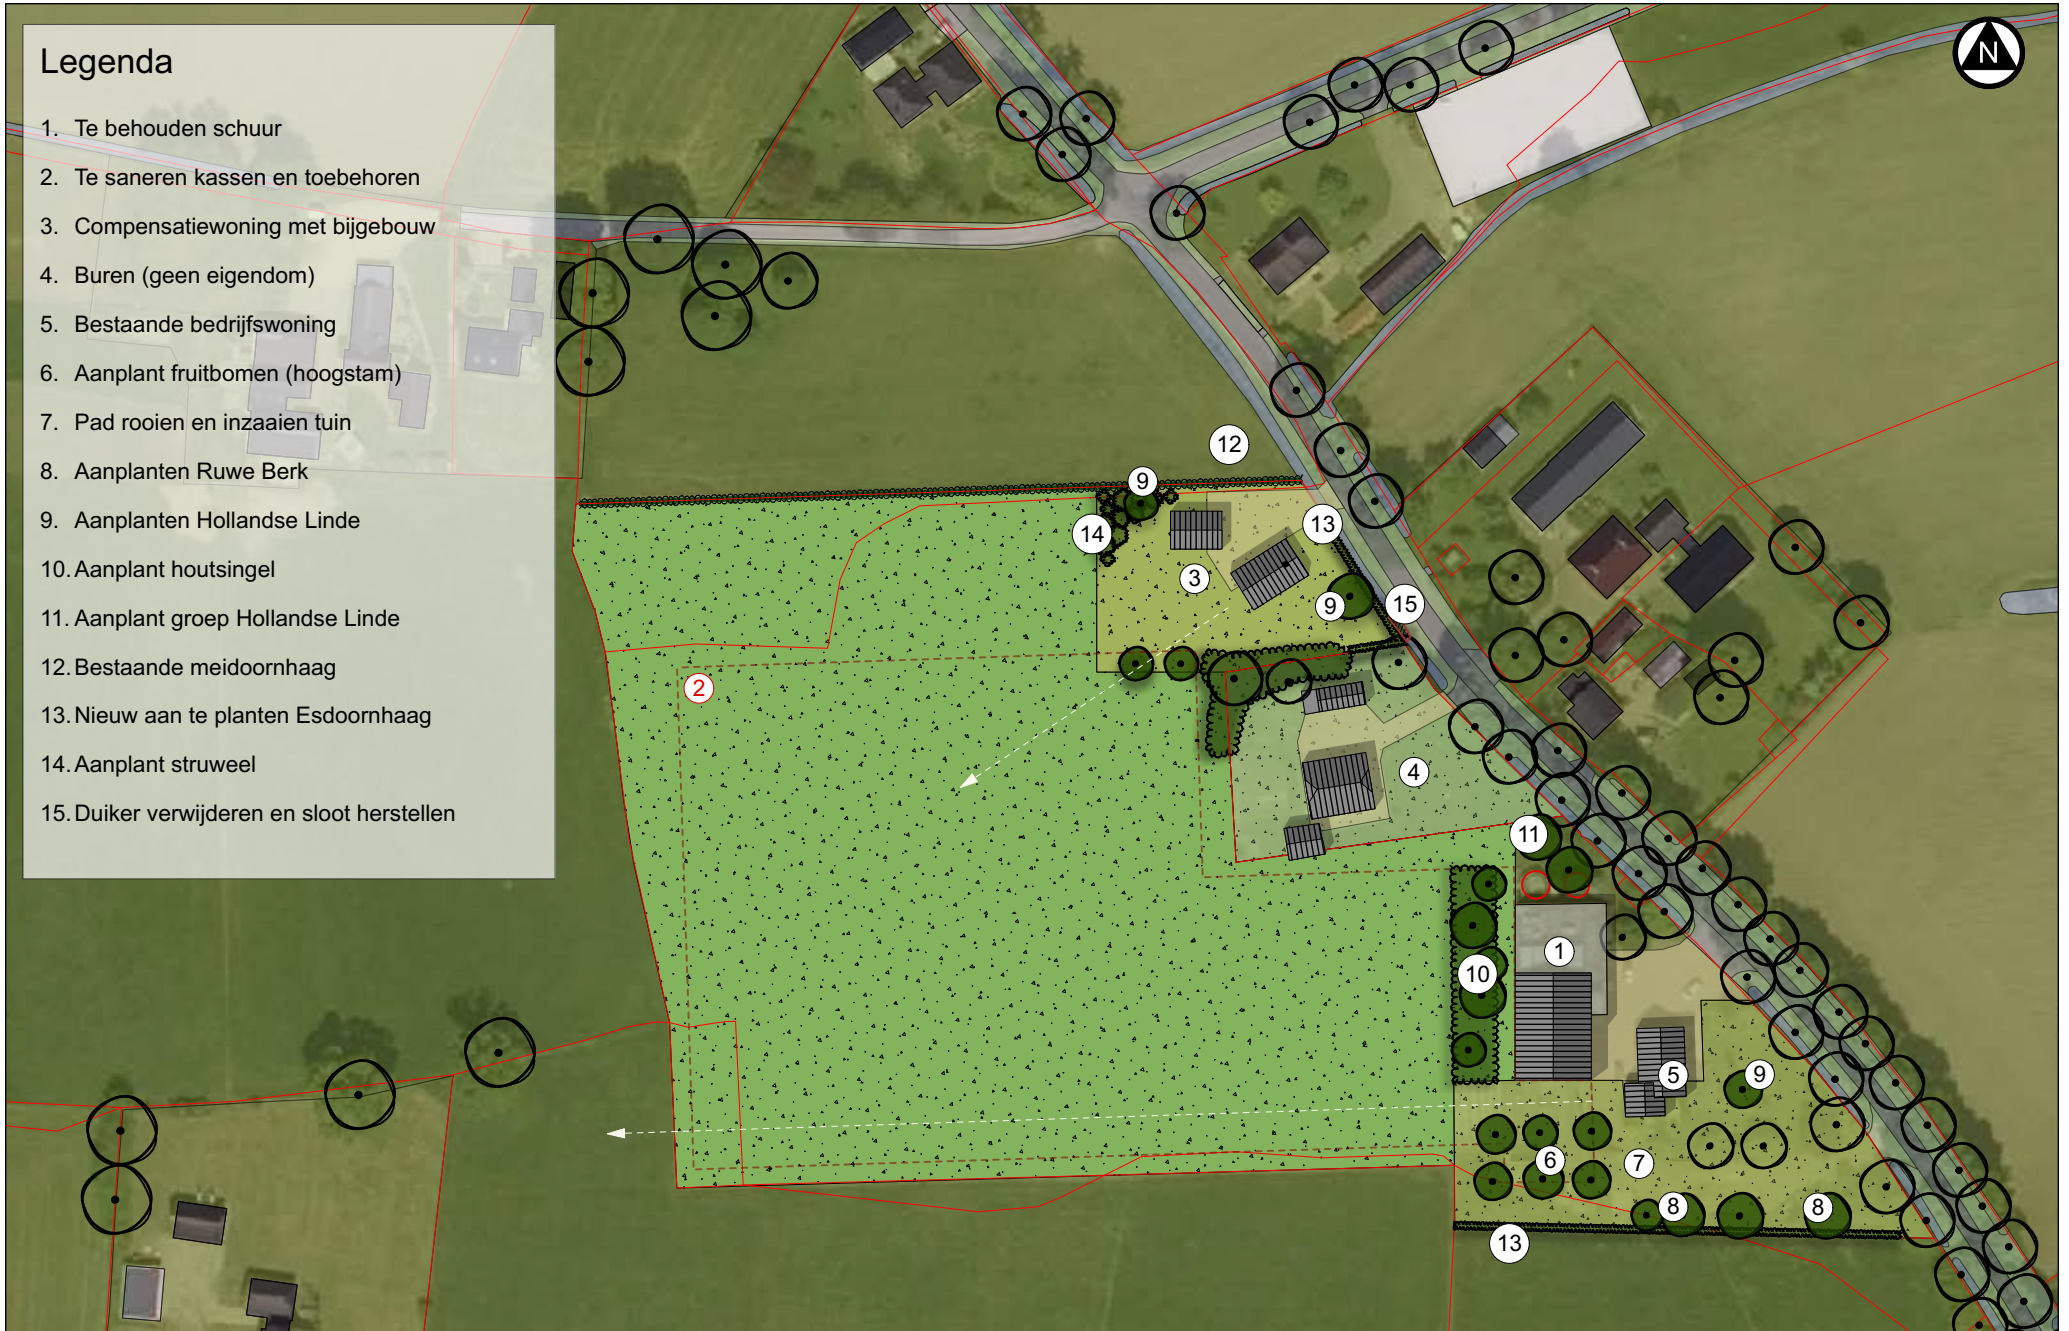 Legenda
1. Te behouden schuur
2. Te saneren kassen en toebehoren
3. Compensatiewoning met bijgebouw
4. Buren (geen eigendom)
5. Bestaande bedrijfswoning
6. Aanplant fruitbomen (hoogstam)
7. Pad rooien en inzaaien tuin
8. Aanplanten Ruwe Berk
9. Aanplanten Hollandse Linde
10. Aanplant houtsingel
11. Aanplant groep Hollandse Linde
12. Bestaande meidoornhaag
13. Nieuw aan te planten Esdoornhaag
14. Aanplant struweel
15. Duiker verwijderen en sloot herstellen
N
12
9
14
13
3
9
15
2
4
11
1
10
5
9
6
7
8
8
13